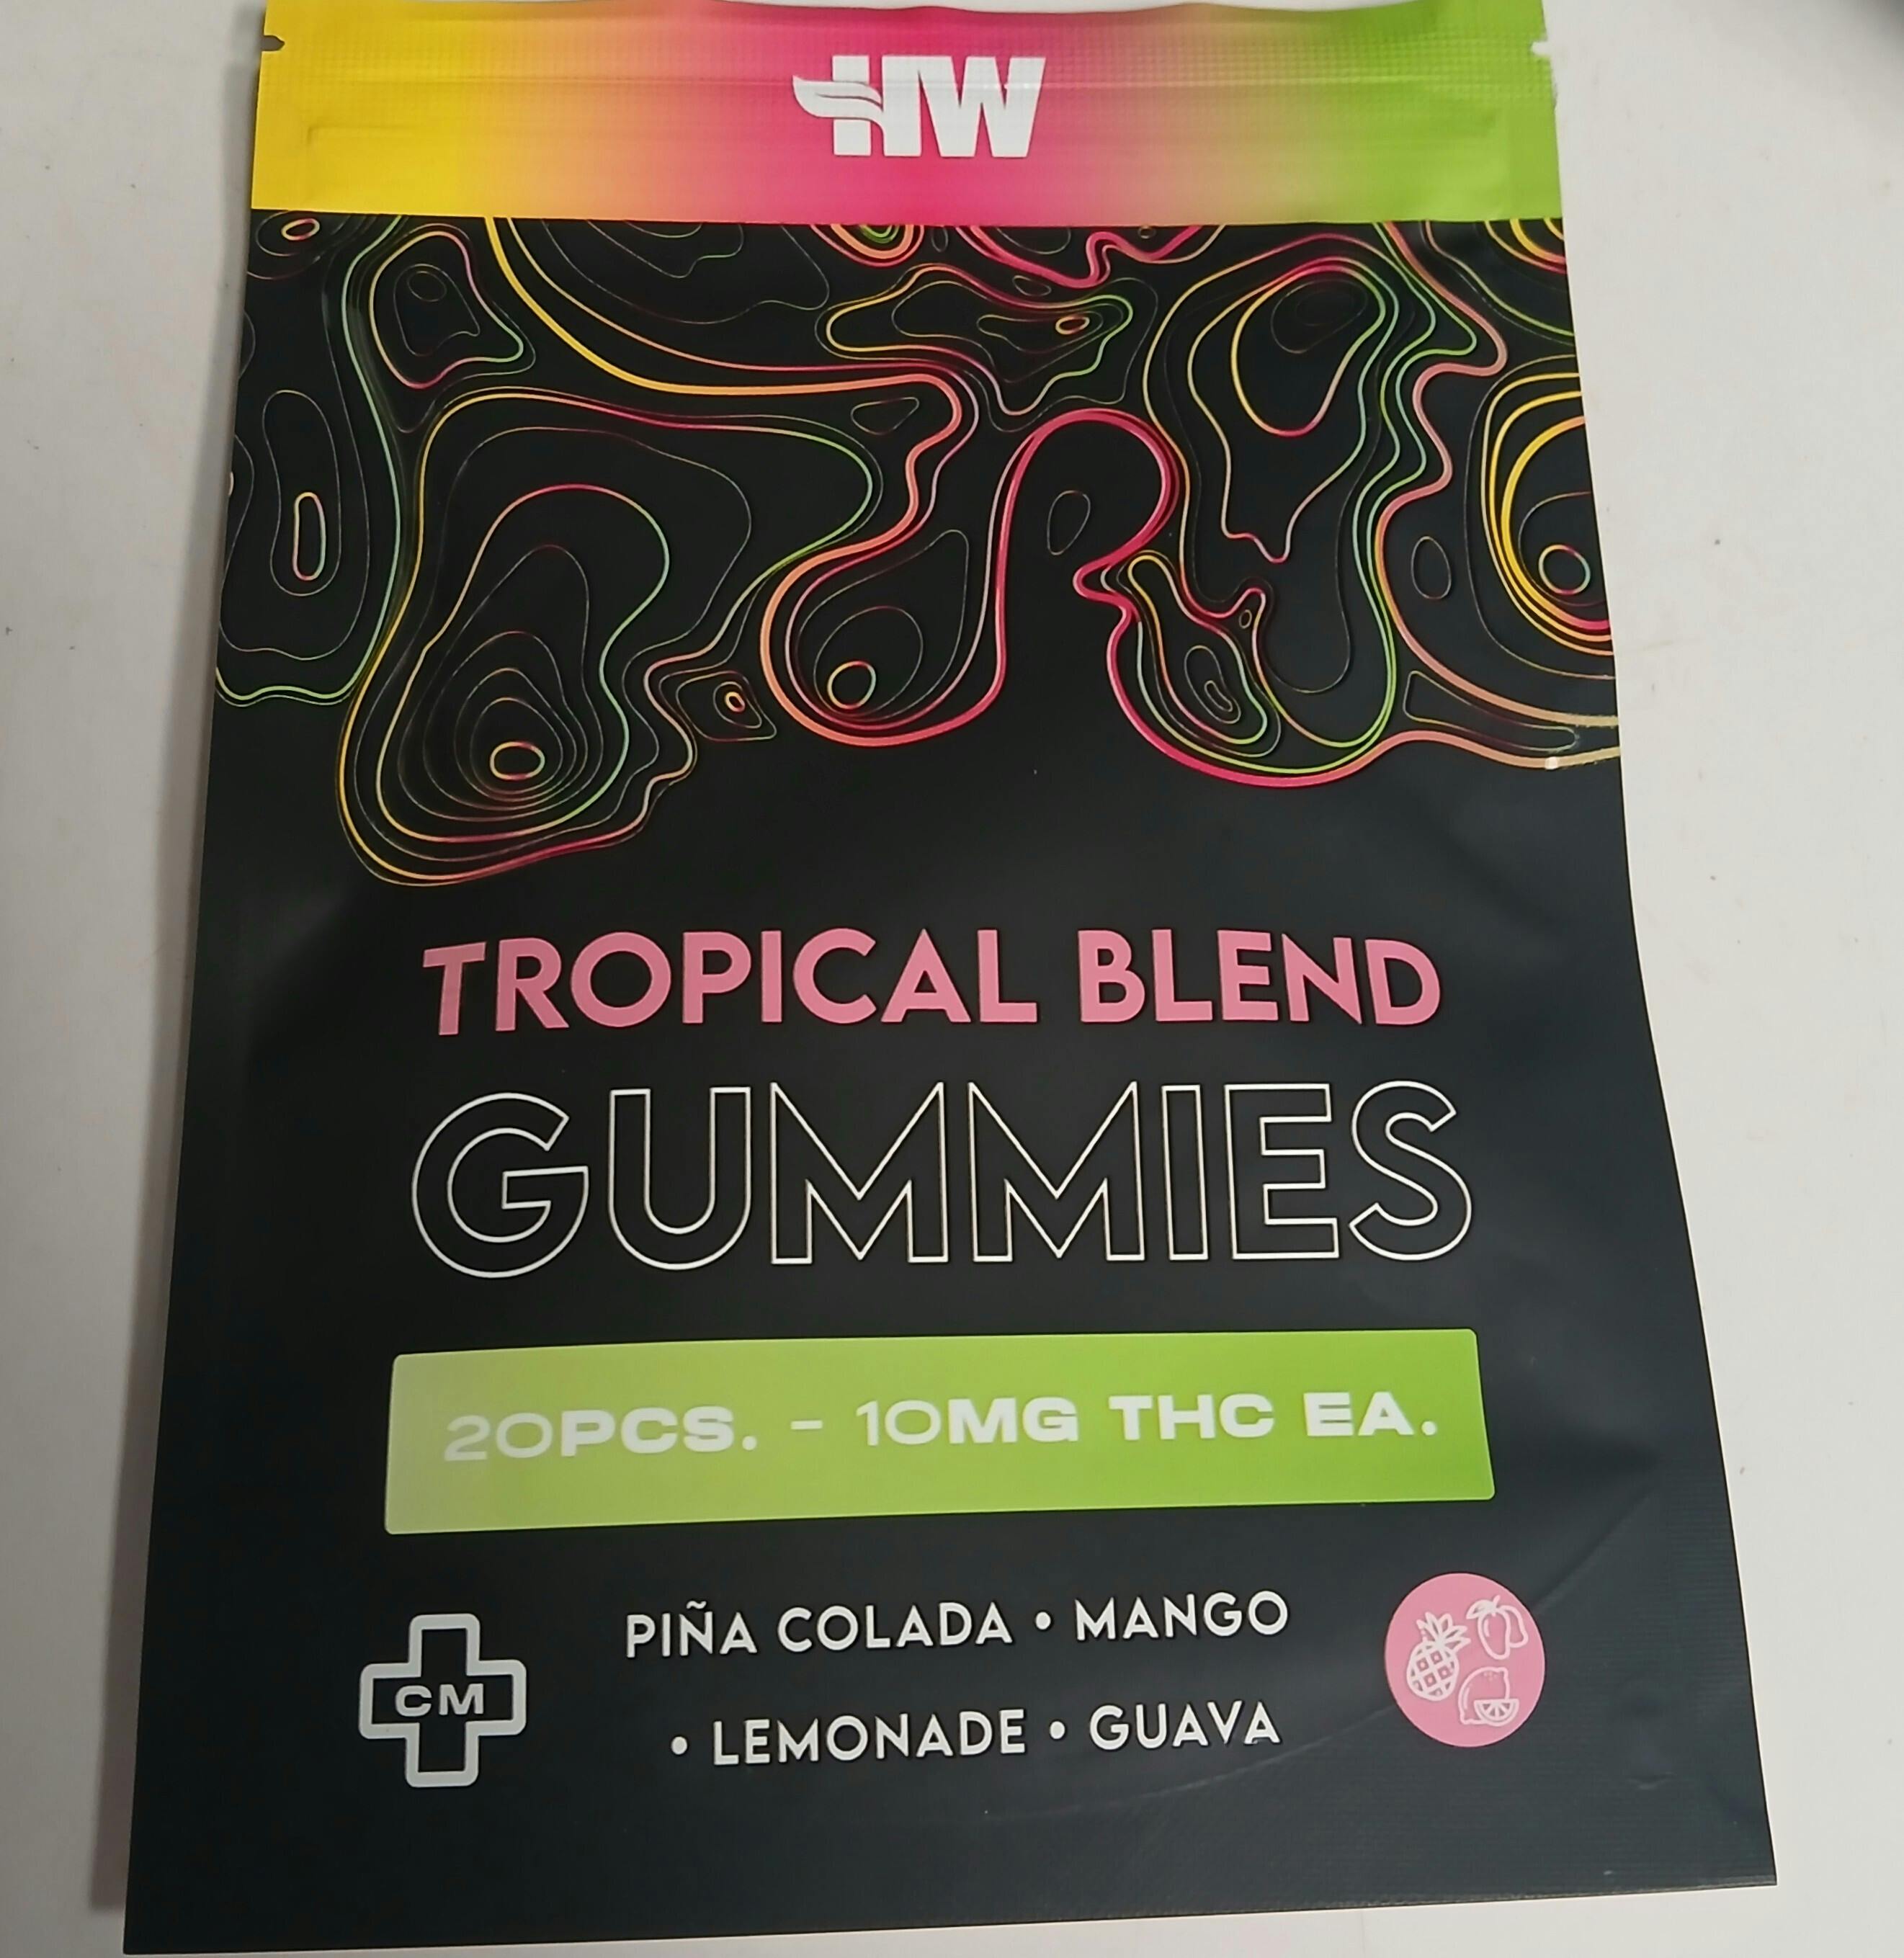 HW
TROPICAL BLEND
GUMMIES
20PCS. - 10MG THC EA.
PIÑA COLADA • MANGO
• LEMONADE • GUAVA
CM